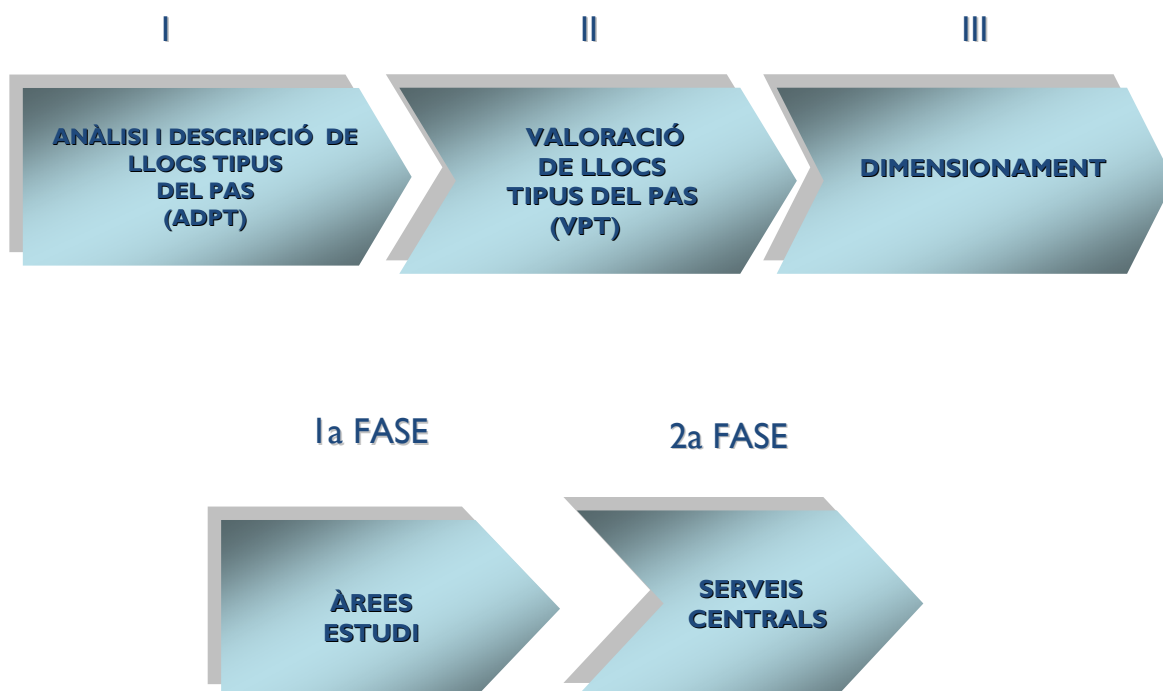 I
II
III
ANÀLISI I DESCRIPCIÓ DE
LLOCS TIPUS
DEL PAS
(ADPT)
VALORACIÓ
DE LLOCS
TIPUS DEL PAS
(VPT)
DIMENSIONAMENT
1a FASE
2a FASE
ÀREES
ESTUDI
SERVEIS
CENTRALS